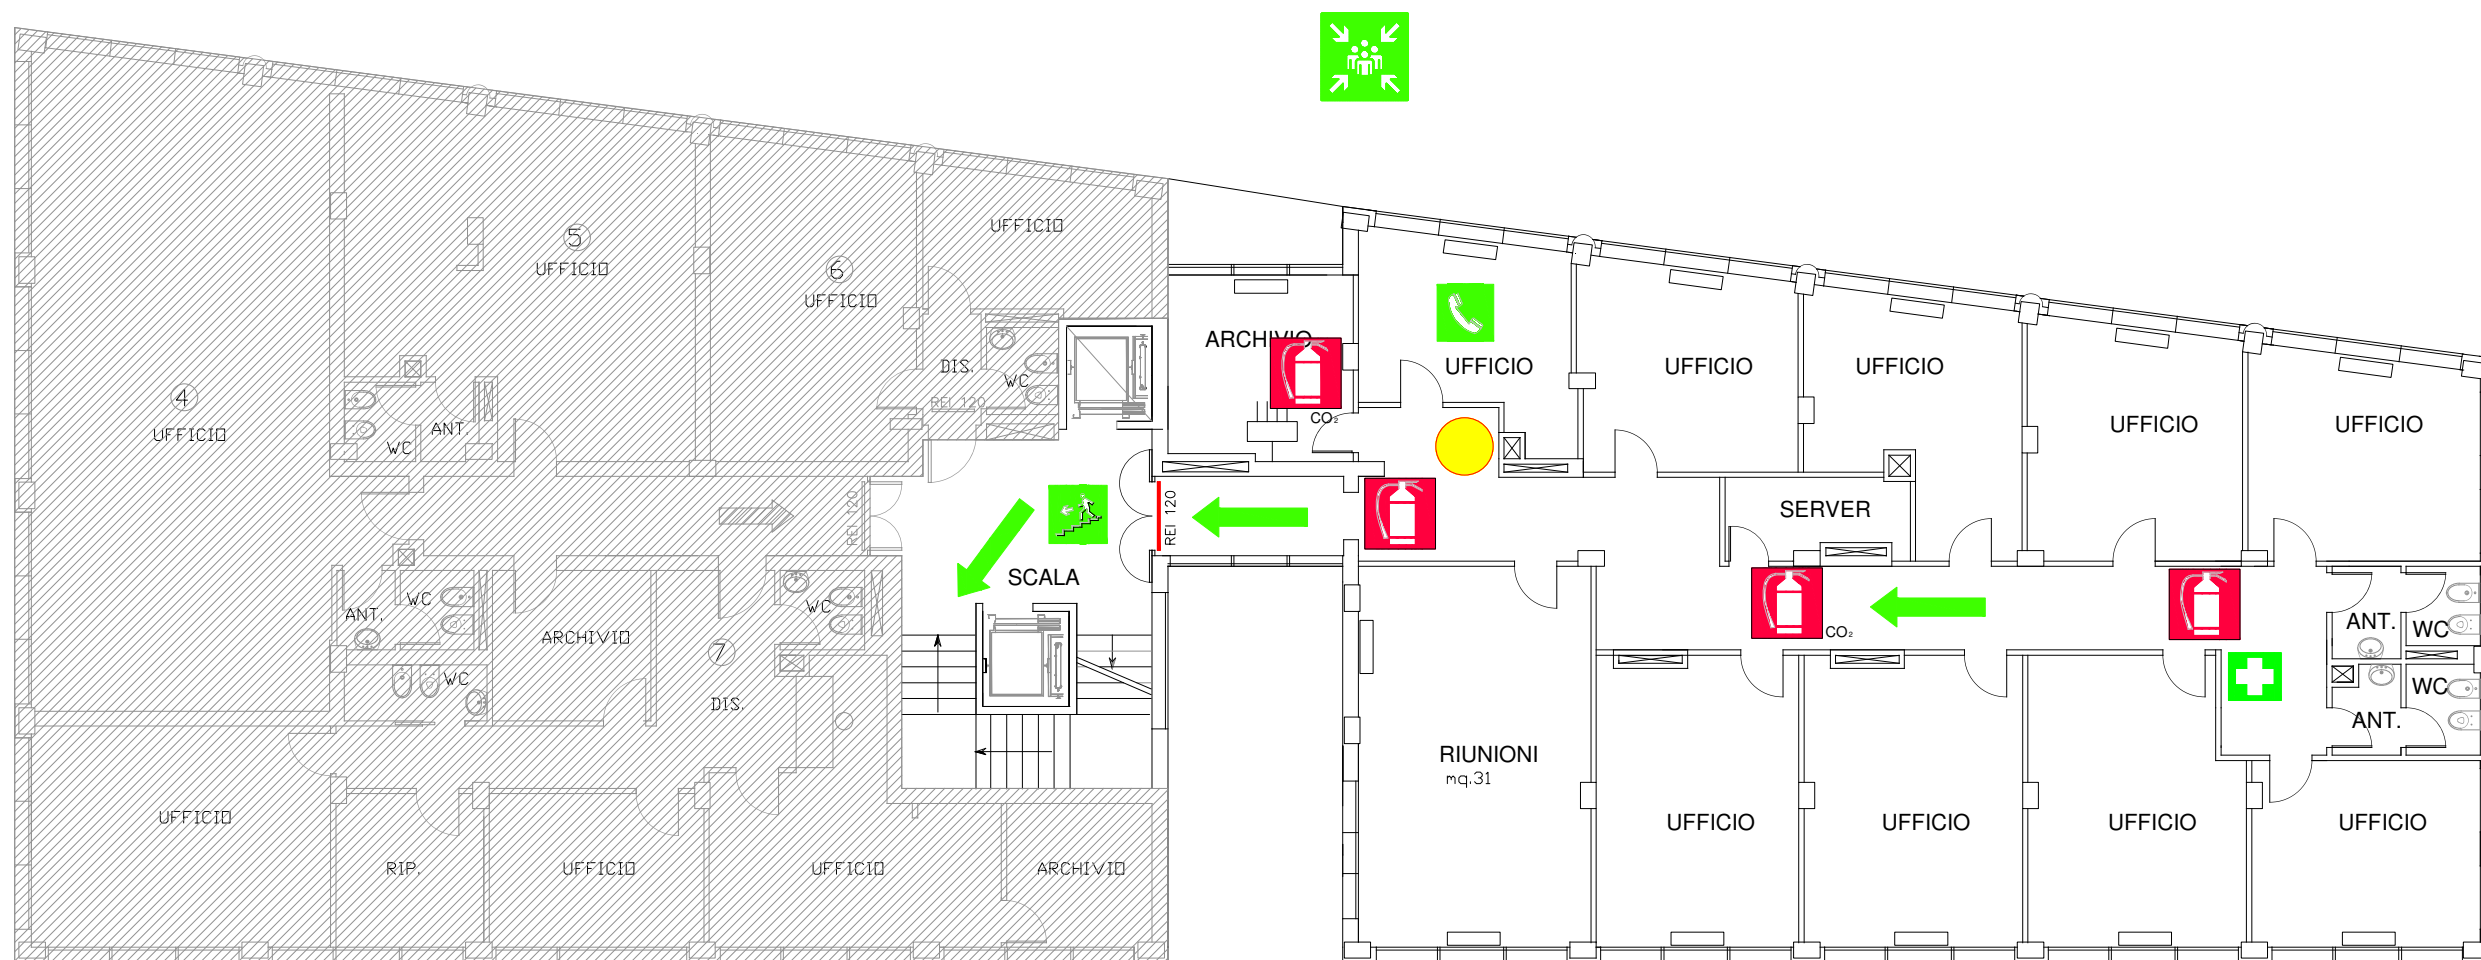 UFFICIO
5
UFFICIO
6
UFFICIO
4
UFFICIO
DIS.
WC
REI 120
ANT.
WC
REI 120
ARCHIVIO
CO₂
UFFICIO
UFFICIO
UFFICIO
UFFICIO
UFFICIO
SERVER
REI 120
SCALA
CO₂
ANT.
WC
WC
ANT.
WC
ANT.
ARCHIVIO
WC
7
WC
DIS.
RIUNIONI
mq.31
UFFICIO
UFFICIO
UFFICIO
UFFICIO
UFFICIO
RIP.
UFFICIO
UFFICIO
ARCHIVIO